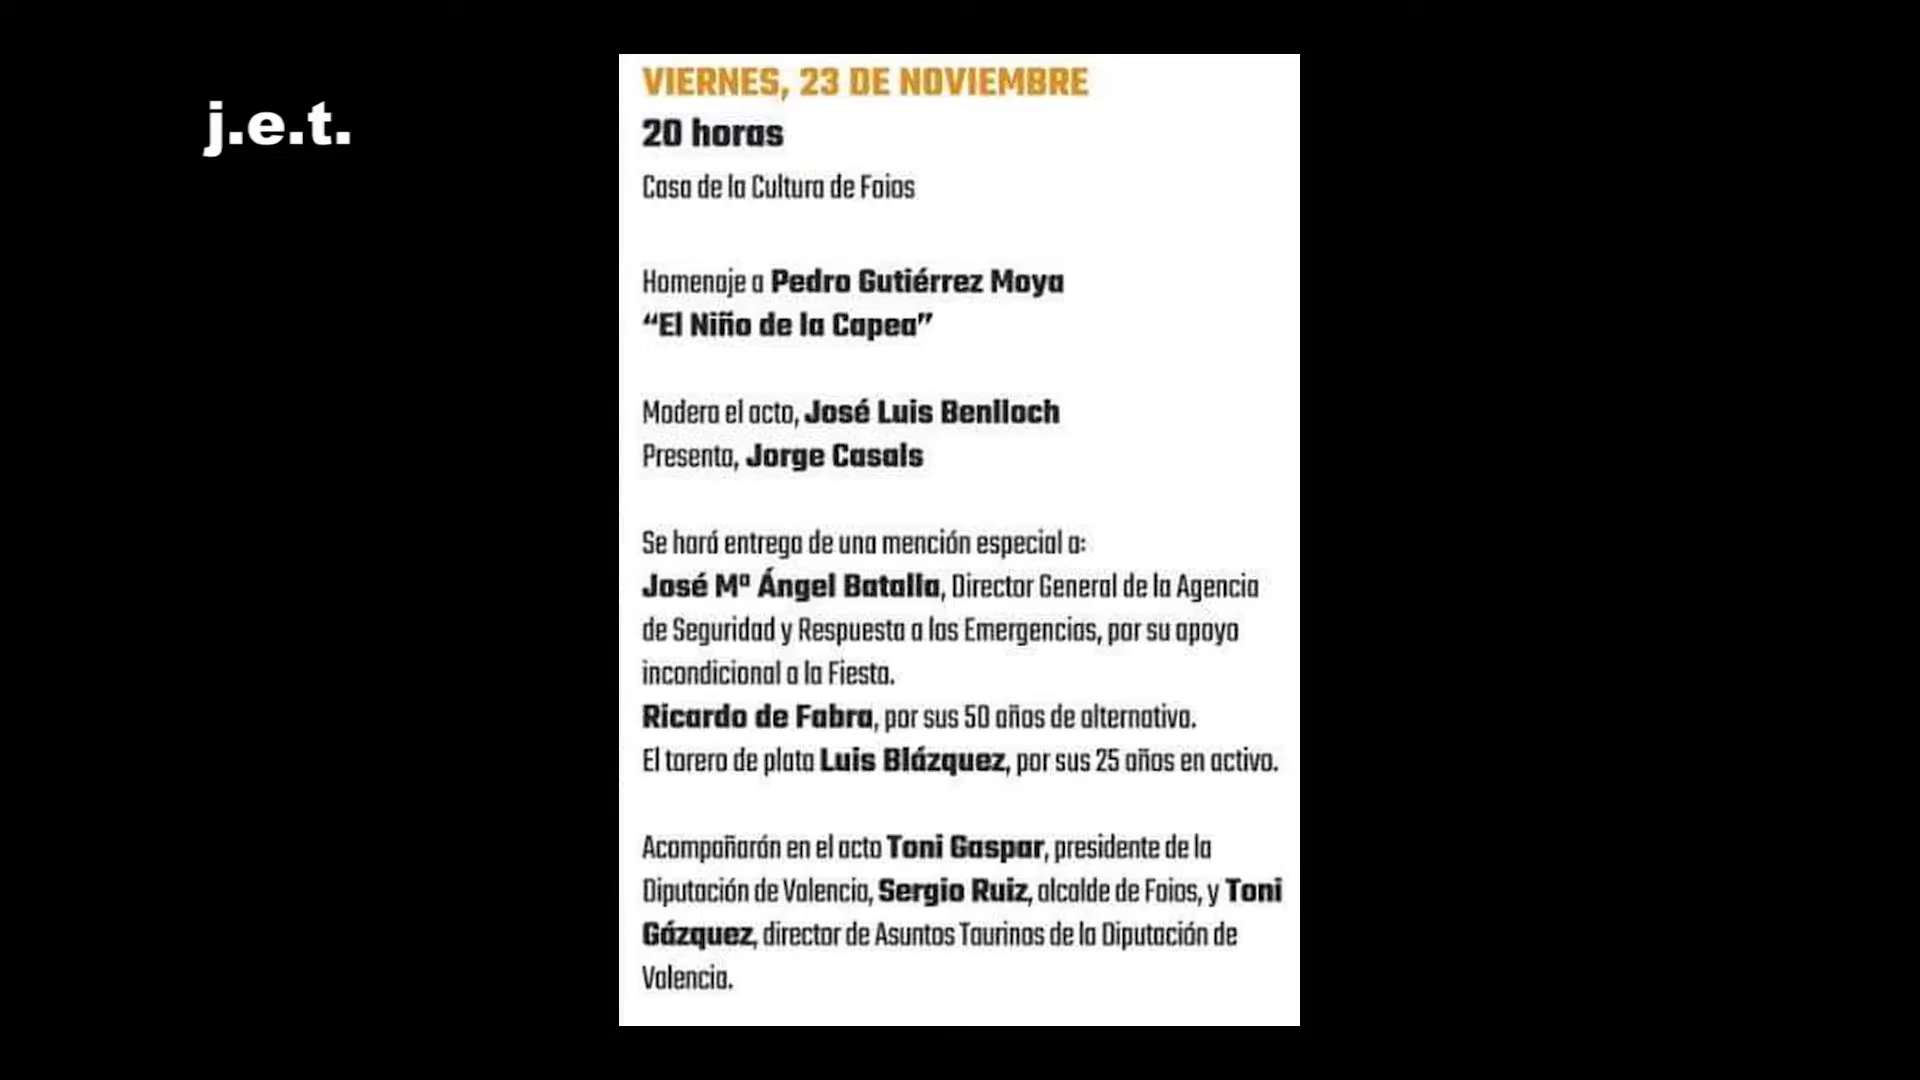 j.e.t.
VIERNES, 23 DE NOVIEMBRE
20 horas
Casa de la Cultura de Foios
Homenaje a Pedro Gutiérrez Moya
“El Niño de la Capea”
Modera el acto, José Luis Benlloch
Presenta, Jorge Casals
Se hará entrega de una mención especial a:
José Mª Ángel Batalla, Director General de la Agencia
de Seguridad y Respuesta a las Emergencias, por su apoyo
incondicional a la Fiesta.
Ricardo de Fabra, por sus 50 años de alternativa.
El torero de plata Luis Blázquez, por sus 25 años en activo.
Acompañarán en el acto Toni Gaspar, presidente de la
Diputación de Valencia, Sergio Ruiz, alcalde de Foios, y Toni
Gázquez, director de Asuntos Taurinos de la Diputación de
Valencia.